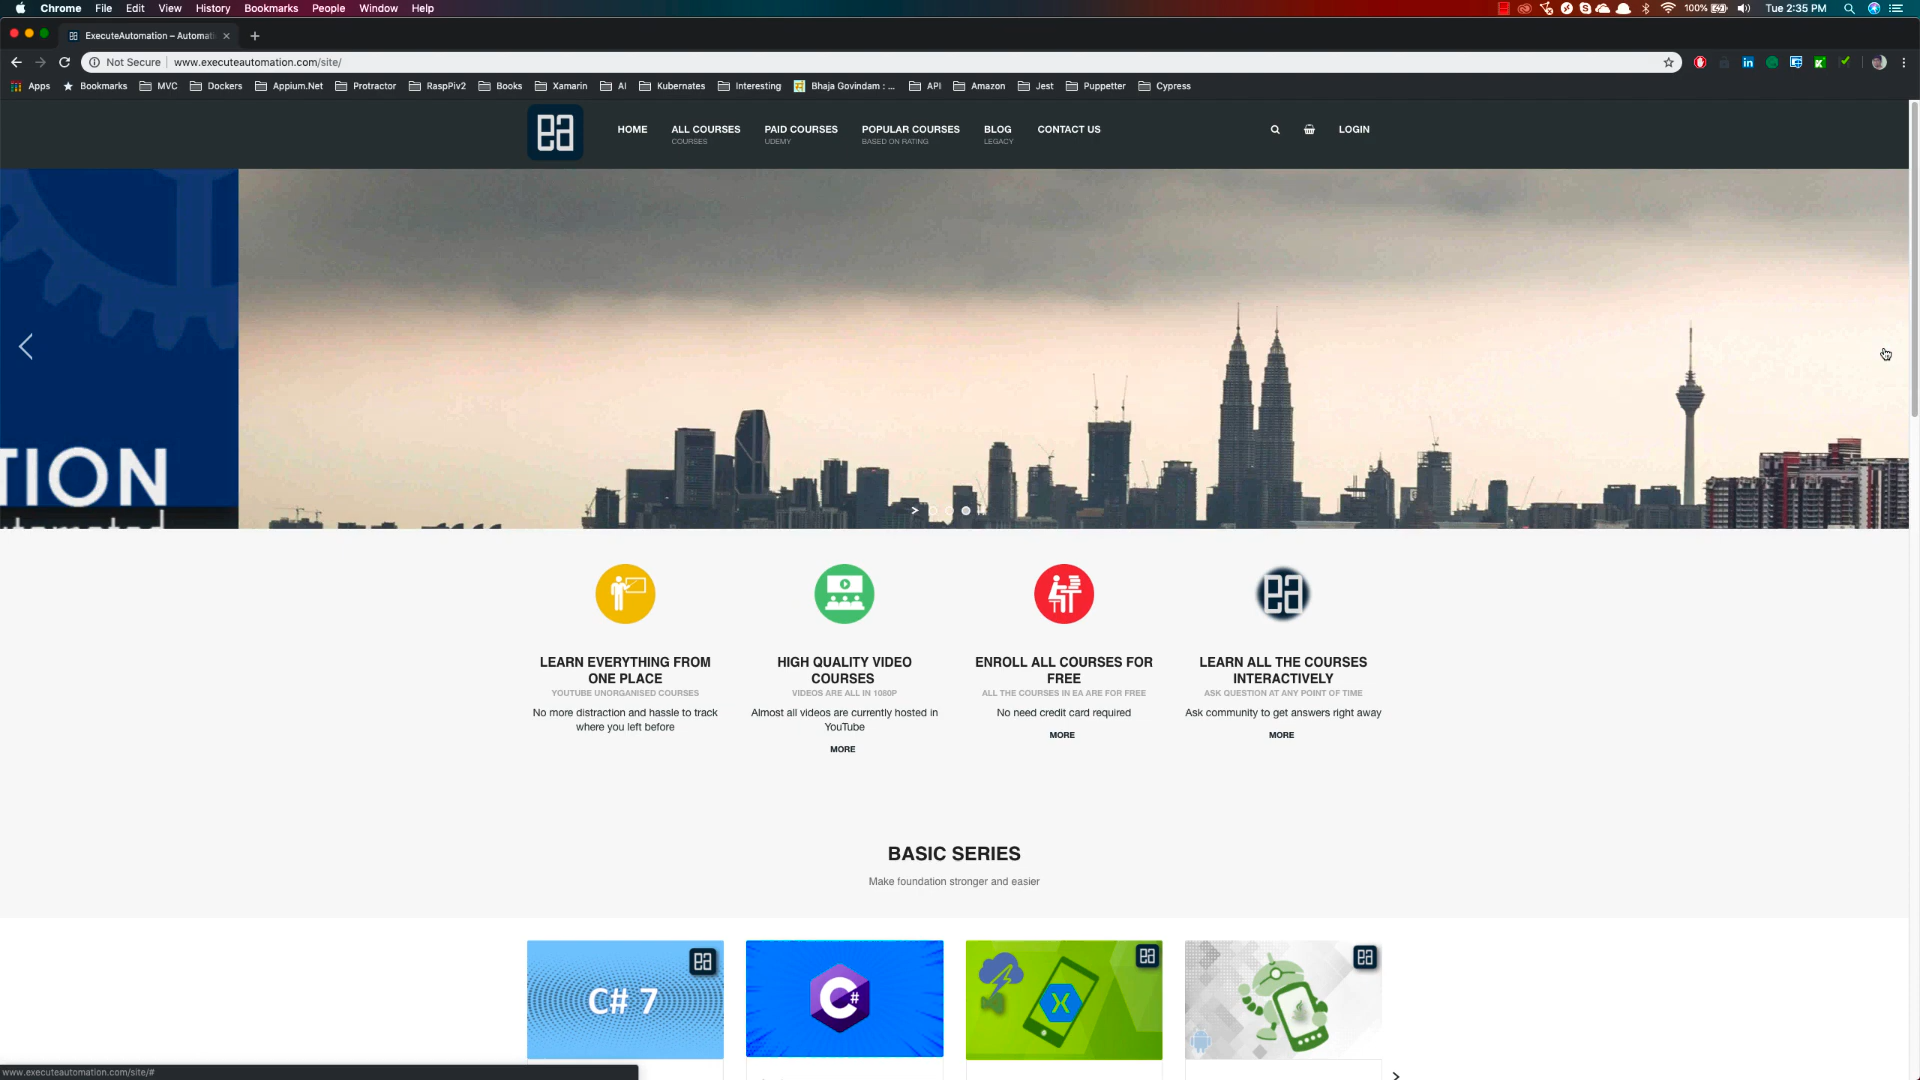 Chrome File Edit View History Bookmarks People Window Help
100% Tue 2:35 PM
ExecuteAutomation – Automati
Not Secure www.executeautomation.com/site/
Apps Bookmarks MVC Dockers Appium.Net Protractor RaspPiv2 Books Xamarin AI Kubernates Interesting Bhaja Govindam : ... API Amazon Jest Puppetter Cypress
ea HOME ALL COURSES PAID COURSES POPULAR COURSES BLOG CONTACT US LOGIN
COURSES UDEMY BASED ON RATING LEGACY
TION
LEARN EVERYTHING FROM
ONE PLACE
YOUTUBE UNORGANISED COURSES
No more distraction and hassle to track
where you left before
HIGH QUALITY VIDEO
COURSES
VIDEOS ARE ALL IN 1080P
Almost all videos are currently hosted in
YouTube
MORE
ENROLL ALL COURSES FOR
FREE
ALL THE COURSES IN EA ARE FOR FREE
No need credit card required
MORE
ea
LEARN ALL THE COURSES
INTERACTIVELY
ASK QUESTION AT ANY POINT OF TIME
Ask community to get answers right away
MORE
BASIC SERIES
Make foundation stronger and easier
ea
C# 7
C#
ea
ea
www.executeautomation.com/site/#